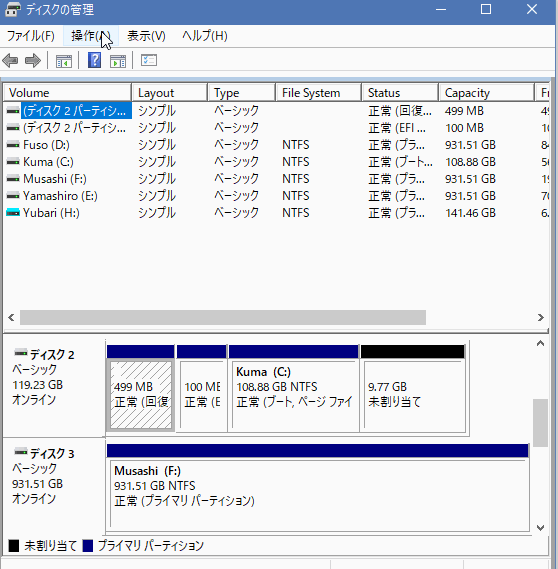 ディスクの管理
ファイル(F) 操作(A) 表示(V) ヘルプ(H)
Volume Layout Type File System Status Capacity Fr
(ディスク 2 パーティシ... シンプル ベーシック 正常 (回復... 499 MB 49
(ディスク 2 パーティシ... シンプル ベーシック 正常 (EFI ... 100 MB 10
Fuso (D:) シンプル ベーシック NTFS 正常 (プラ... 931.51 GB 84
Kuma (C:) シンプル ベーシック NTFS 正常 (ブート... 108.88 GB 56
Musashi (F:) シンプル ベーシック NTFS 正常 (プラ... 931.51 GB 19
Yamashiro (E:) シンプル ベーシック NTFS 正常 (プラ... 931.51 GB 70
Yubari (H:) シンプル ベーシック NTFS 正常 (プラ... 141.46 GB 6.
ディスク 2
ベーシック
119.23 GB
オンライン
499 MB
正常 (回復
100 ME
正常 (E
Kuma (C:)
108.88 GB NTFS
正常 (ブート, ページ ファイ
9.77 GB
未割り当て
ディスク 3
ベーシック
931.51 GB
オンライン
Musashi (F:)
931.51 GB NTFS
正常 (プライマリ パーティション)
未割り当て プライマリ パーティション